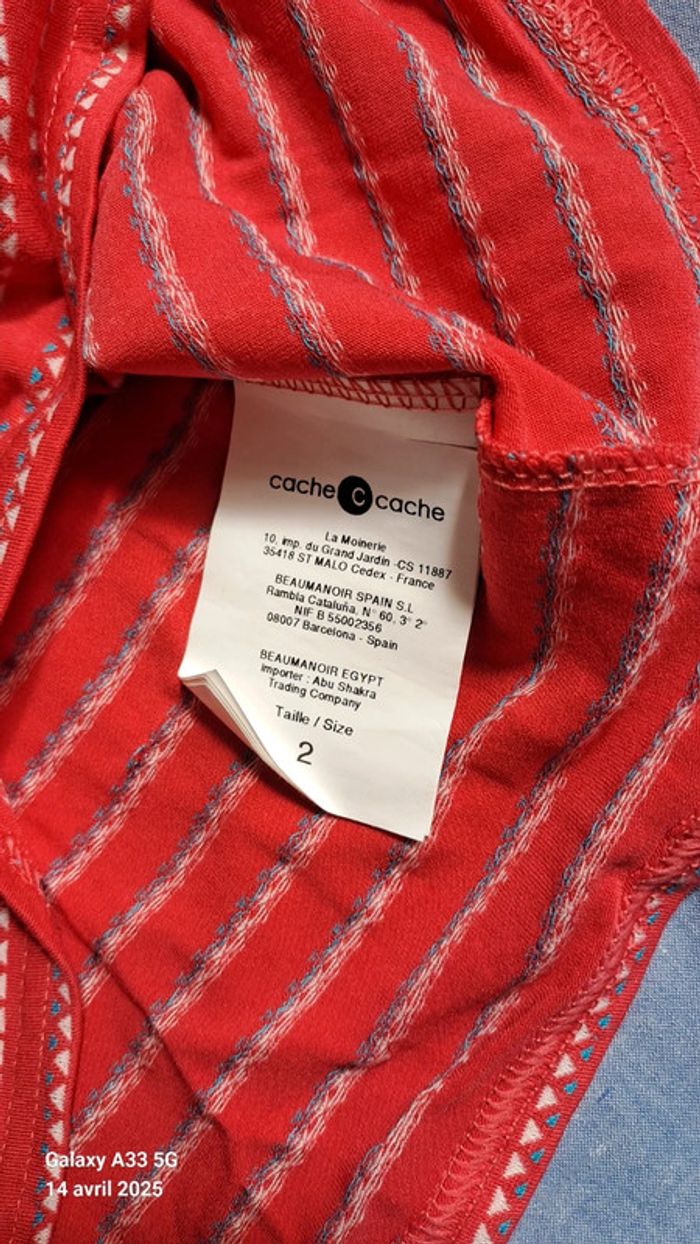 cache c cache
La Moinerie
10, imp. du Grand Jardin -CS 11887
35418 ST MALO Cedex - France
BEAUMANOIR SPAIN S.L
Rambla Cataluña, N° 60, 3° 2°
NIF B 55002356
08007 Barcelona - Spain
BEAUMANOIR EGYPT
Importer : Abu Shakra
Trading Company
Taille / Size
2
Galaxy A33 5G
14 avril 2025